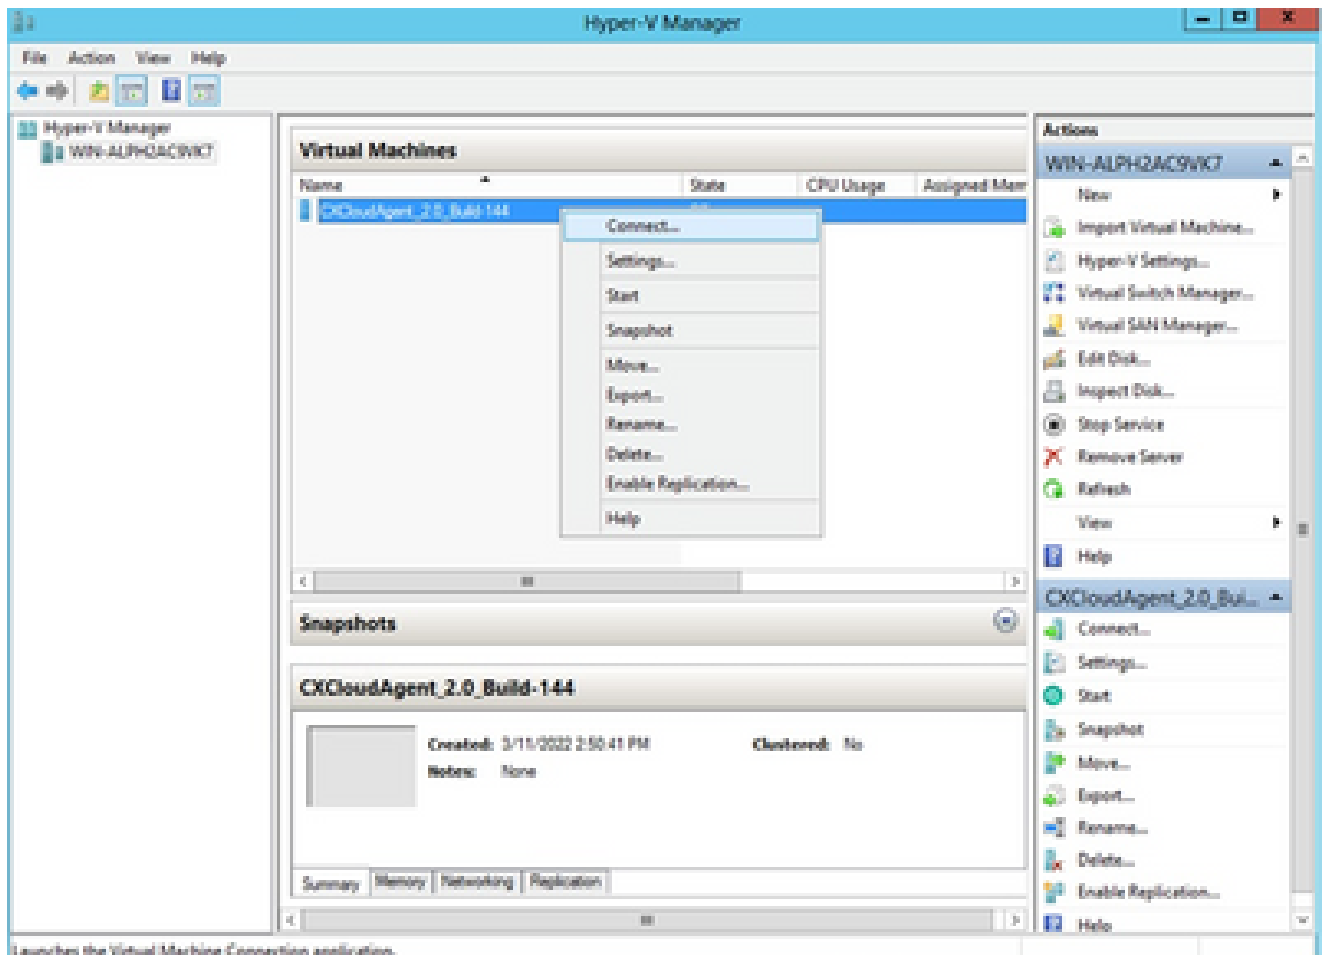 Hyper-V Manager
File Action View Help
Hyper-V Manager
WIN-ALPH2AC9VK7
Virtual Machines
Name State CPU Usage Assigned Mem
CXCloudAgent_2.0_Build-144
Connect...
Settings...
Start
Snapshot
Move...
Export...
Rename...
Delete...
Enable Replication...
Help
Snapshots
CXCloudAgent_2.0_Build-144
Created: 3/11/2022 2:50:41 PM Clustered: No
Notes: None
Summary Memory Networking Replication
Actions
WIN-ALPH2AC9VK7
New
Import Virtual Machine...
Hyper-V Settings...
Virtual Switch Manager...
Virtual SAN Manager...
Edit Disk...
Inspect Disk...
Stop Service
Remove Server
Refresh
View
Help
CXCloudAgent_2.0_Bui...
Connect...
Settings...
Start
Snapshot
Move...
Export...
Rename...
Delete...
Enable Replication...
Help
Launches the Virtual Machine Connection application.